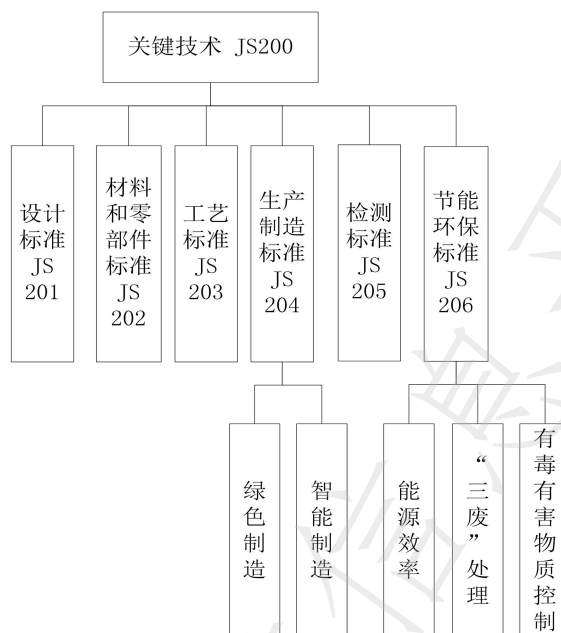 关键技术 JS200
设计
标准
JS
201
材料
和零
部件
标准
JS
202
工艺
标准
JS
203
生产
制造
标准
JS
204
检测
标准
JS
205
节能
环保
标准
JS
206
绿色制造
智能制造
能源效率
“三废”处理
有毒有害物质控制